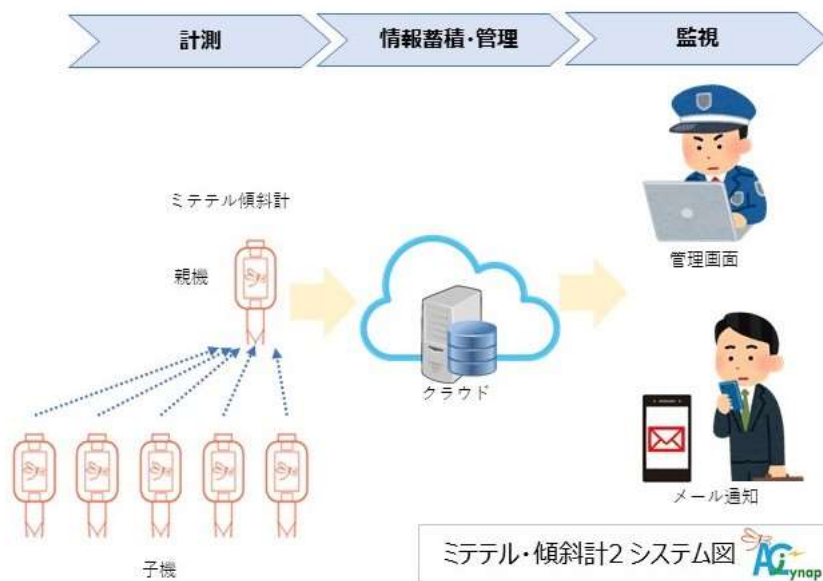 計測
情報蓄積・管理
監視
ミテテル傾斜計
親機
管理画面
クラウド
メール通知
子機
ミテテル・傾斜計2 システム図
ACLynap